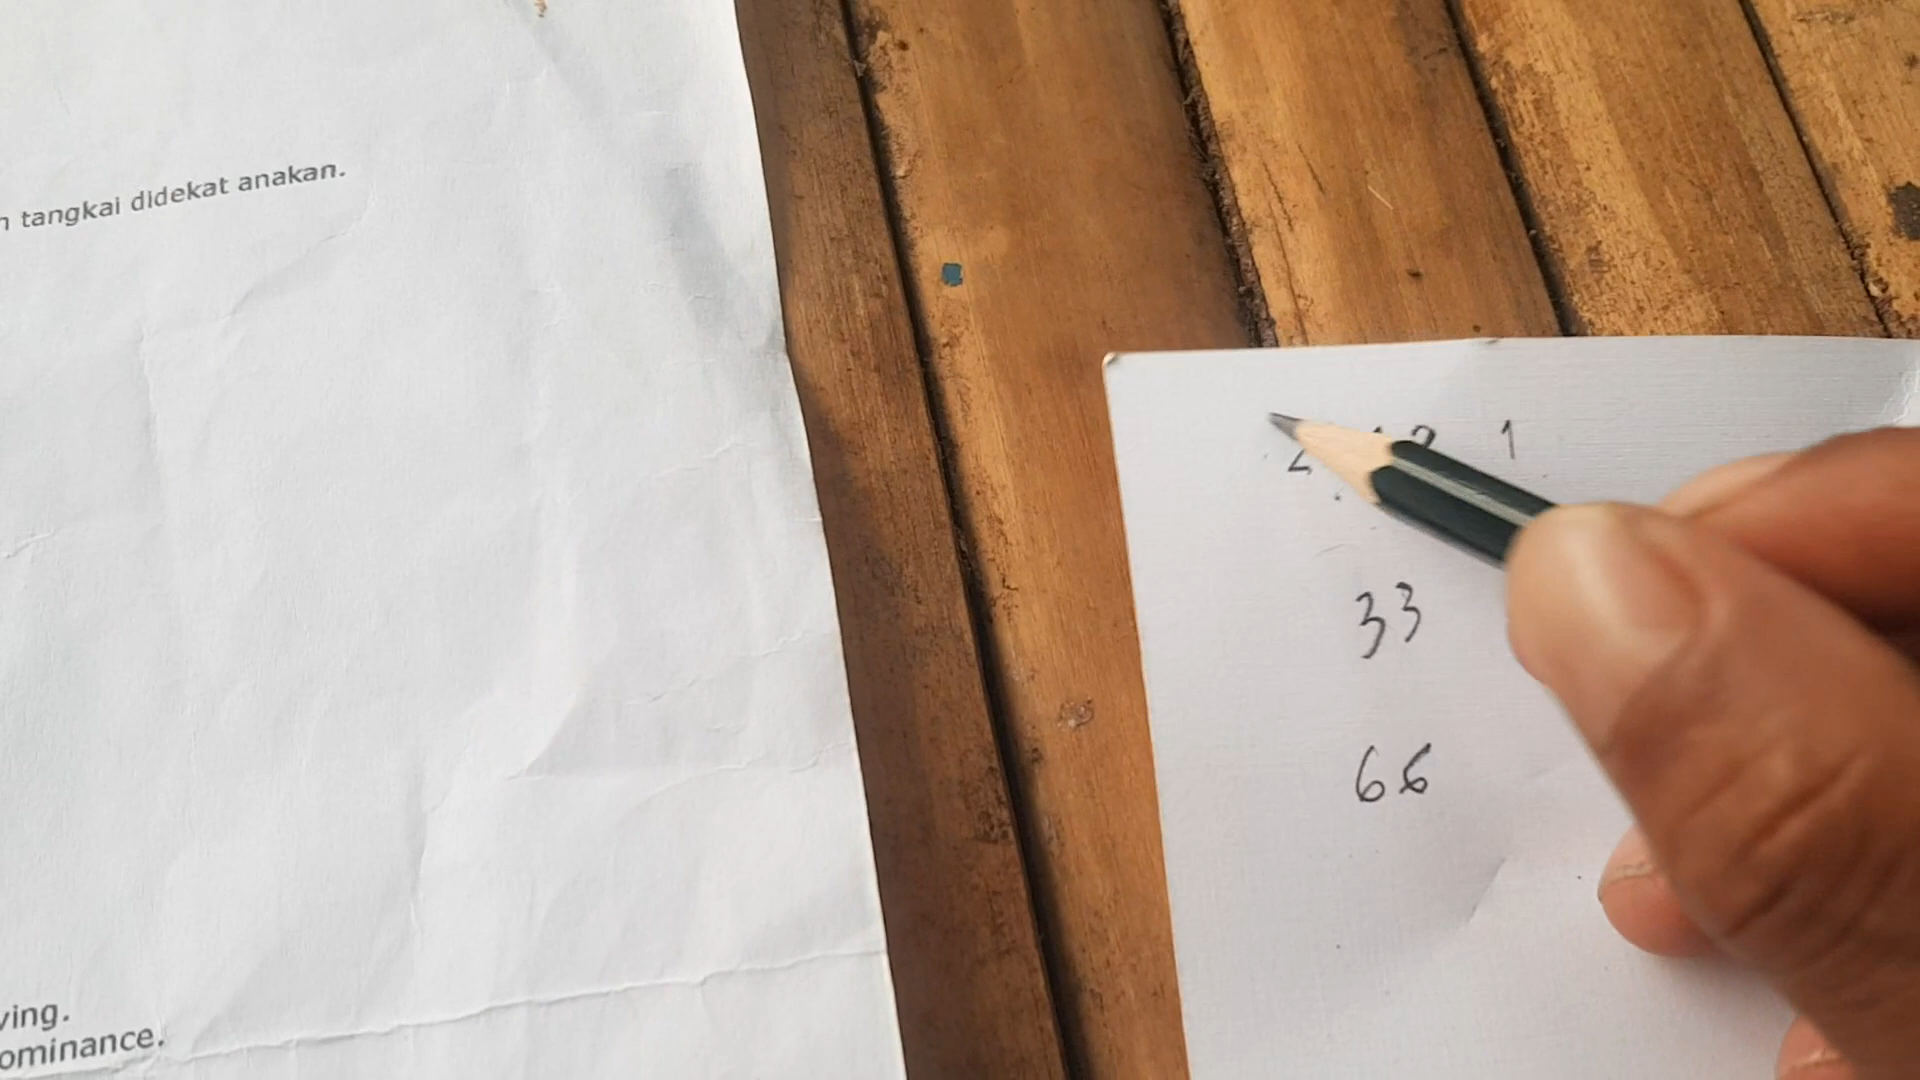 tangkai didekat anakan.
ving.
ominance.
1
33
66